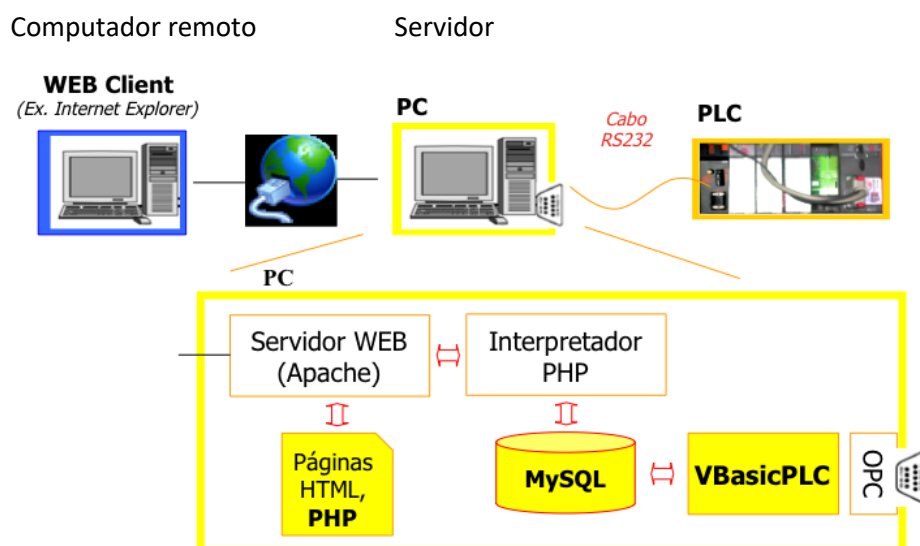 Computador remoto
Servidor
WEB Client
(Ex. Internet Explorer)
PC
Cabo
RS232
PLC
PC
Servidor WEB
(Apache)
Interpretador
PHP
Páginas
HTML,
PHP
MySQL
VBasicPLC
OPC